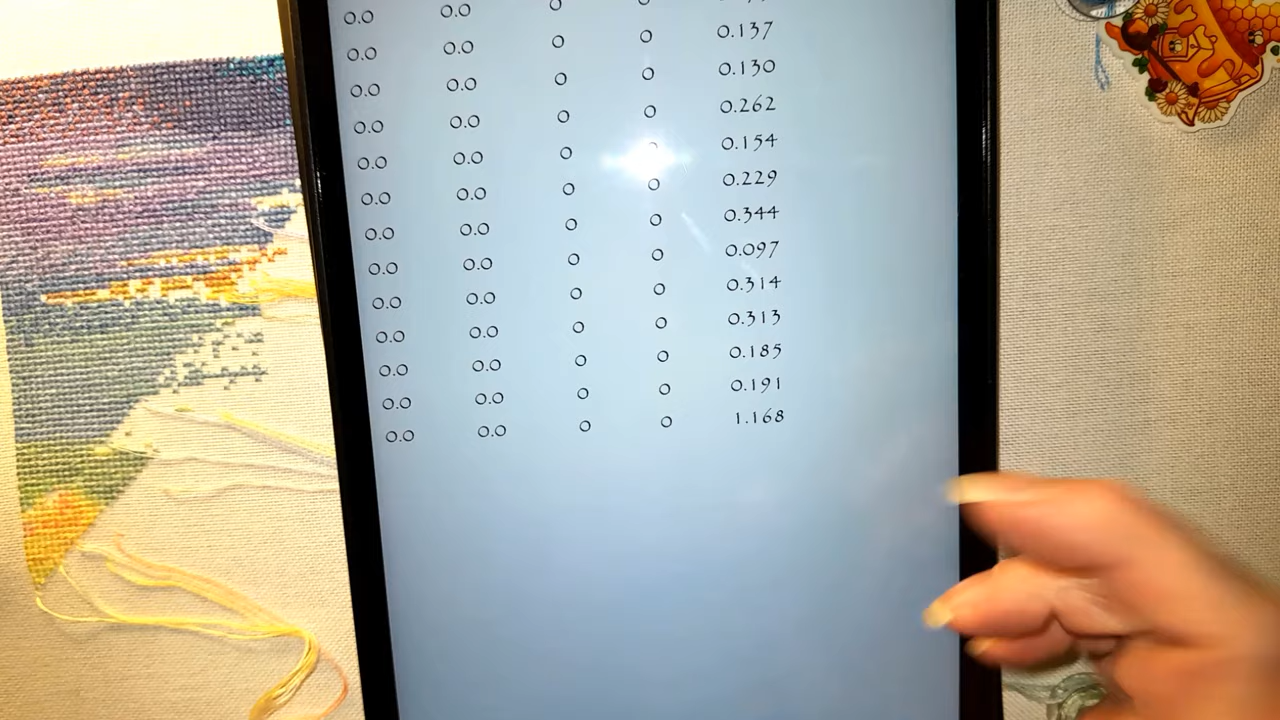 0.0 0.0 0 0
0.0 0.0 0 0 0.137
0.0 0.0 0 0 0.130
0.0 0.0 0 0 0.262
0.0 0.0 0 0 0.154
0.0 0.0 0 0 0.229
0.0 0.0 0 0 0.344
0.0 0.0 0 0 0.097
0.0 0.0 0 0 0.314
0.0 0.0 0 0 0.313
0.0 0.0 0 0 0.185
0.0 0.0 0 0 0.191
0.0 0.0 0 0 1.168